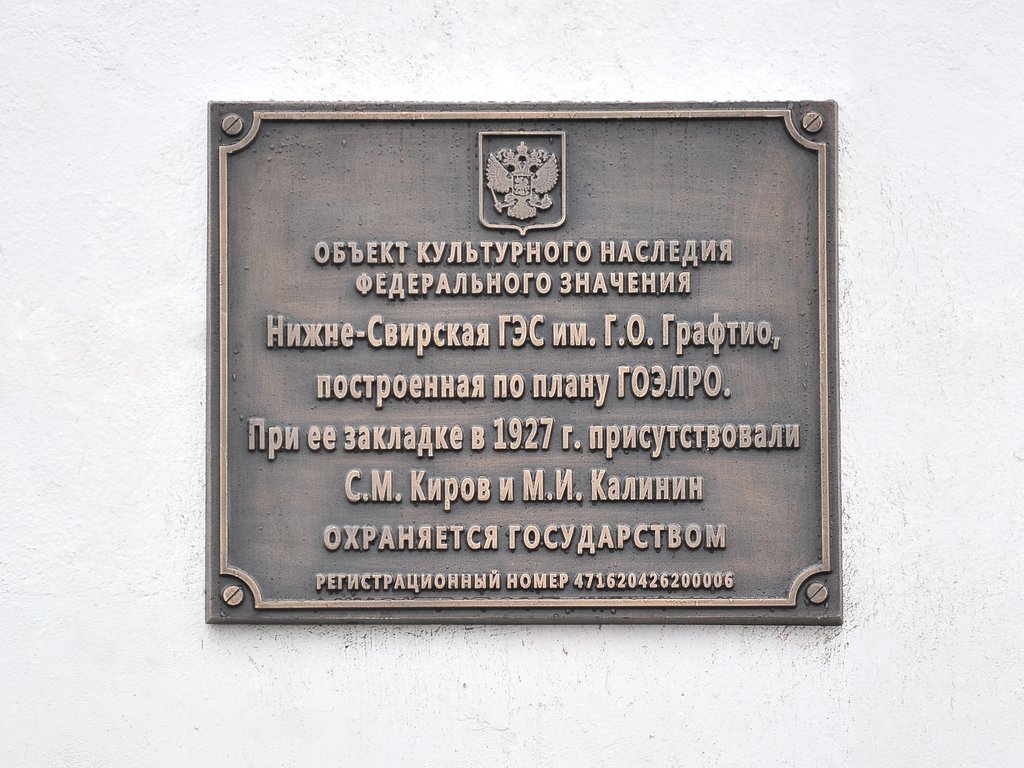 ОБЪЕКТ КУЛЬТУРНОГО НАСЛЕДИЯ
ФЕДЕРАЛЬНОГО ЗНАЧЕНИЯ
Нижне-Свирская ГЭС им. Г.О. Графтио,
построенная по плану ГОЭЛРО.
При ее закладке в 1927 г. присутствовали
С.М. Киров и М.И. Калинин
ОХРАНЯЕТСЯ ГОСУДАРСТВОМ
РЕГИСТРАЦИОННЫЙ НОМЕР 471620426200006